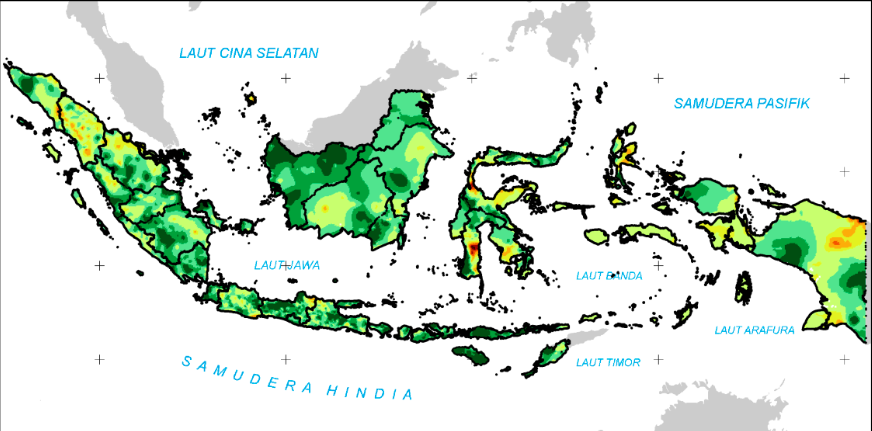 LAUT CINA SELATAN
SAMUDERA PASIFIK
LAUT JAWA
LAUT BANDA
LAUT ARAFURA
LAUT TIMOR
SAMUDERA HINDIA